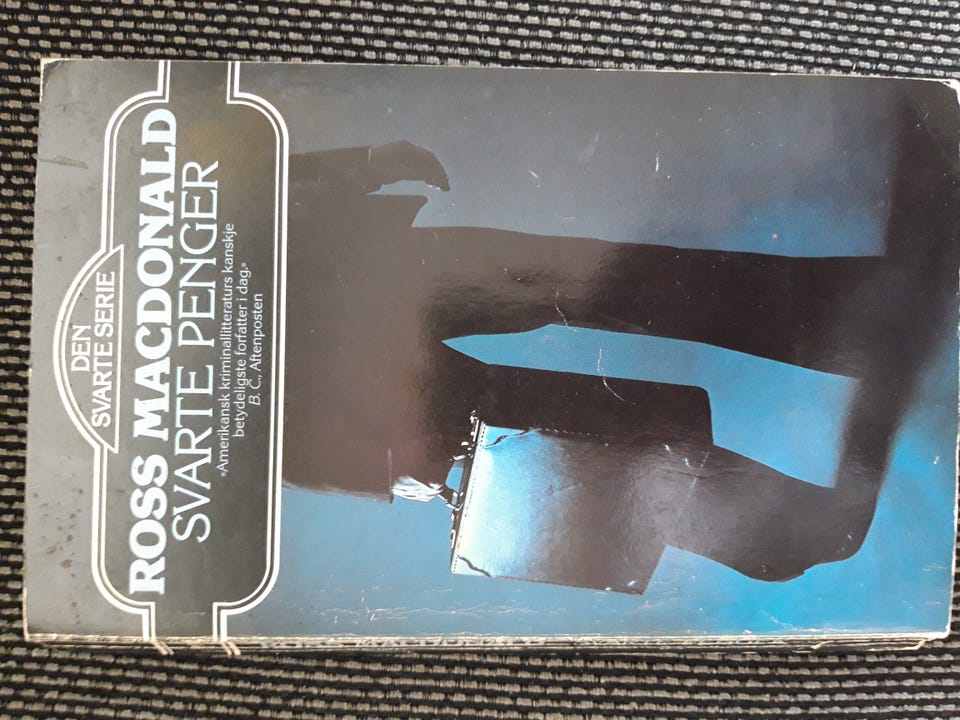 DEN
SVARTE SERIE
ROSS MACDONALD
SVARTE PENGER
»Amerikansk kriminallitteraturs kanskje
betydeligste forfatter i dag.»
B. C., Aftenposten